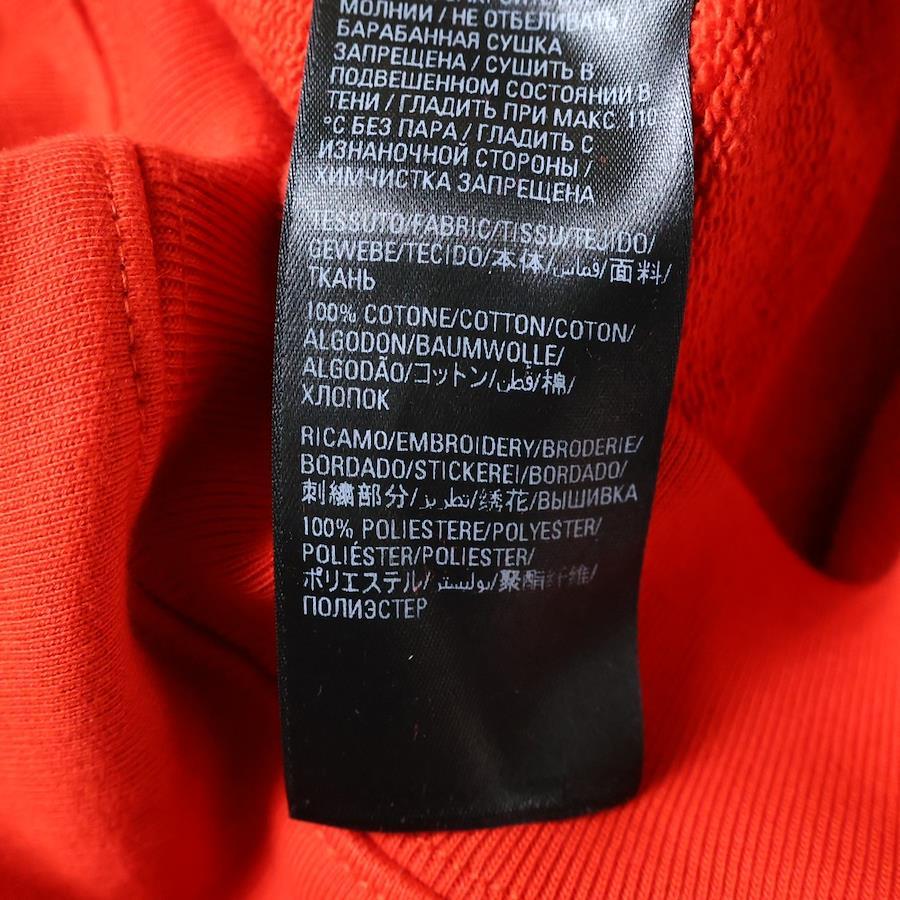 МОЛНИИ / НЕ ОТБЕЛИВАТЬ /
БАРАБАННАЯ СУШКА
ЗАПРЕЩЕНА / СУШИТЬ В
ПОДВЕШЕННОМ СОСТОЯНИИ В
ТЕНИ / ГЛАДИТЬ ПРИ МАКС 110
°С БЕЗ ПАРА / ГЛАДИТЬ С
ИЗНАНОЧНОЙ СТОРОНЫ /
ХИМЧИСТКА ЗАПРЕЩЕНА
TESSUTO/FABRIC/TISSU/TEJIDO/
GEWEBE/TECIDO/本体/قماش/面料/
ТКАНЬ
100% COTONE/COTTON/COTON/
ALGODON/BAUMWOLLE/
ALGODÃO/コットン/قطن/棉/
ХЛОПОК
RICAMO/EMBROIDERY/BRODERIE/
BORDADO/STICKEREI/BORDADO/
刺繍部分/تطريز/绣花/ВЫШИВКА
100% POLIESTERE/POLYESTER/
POLIÉSTER/POLIESTER/
ポリエステル/بوليستر/聚酯纤维/
ПОЛИЭСТЕР